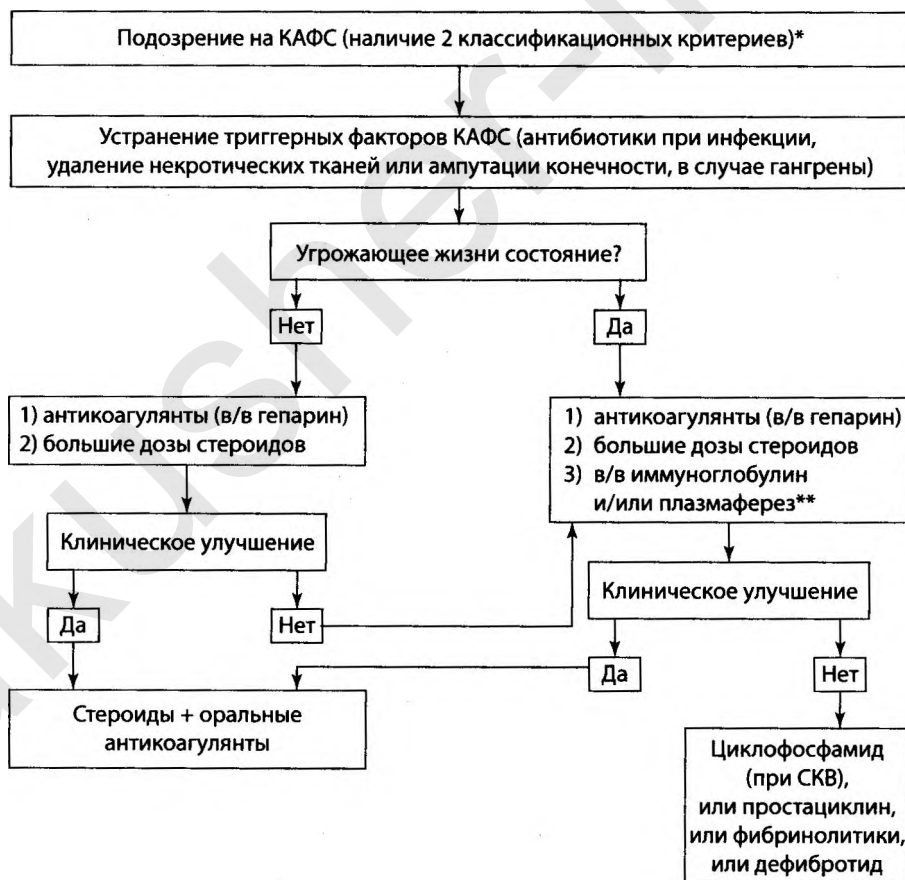 Подозрение на КАФС (наличие 2 классификационных критериев)*
Устранение триггерных факторов КАФС (антибиотики при инфекции,
удаление некротических тканей или ампутации конечности, в случае гангрены)
Угрожающее жизни состояние?
Нет
Да
1) антикоагулянты (в/в гепарин)
2) большие дозы стероидов
1) антикоагулянты (в/в гепарин)
2) большие дозы стероидов
3) в/в иммуноглобулин
и/или плазмаферез**
Клиническое улучшение
Да
Нет
Клиническое улучшение
Да
Нет
Стероиды + оральные
антикоагулянты
Циклофосфамид
(при СКВ),
или простациклин,
или фибринолитики,
или дефибротид